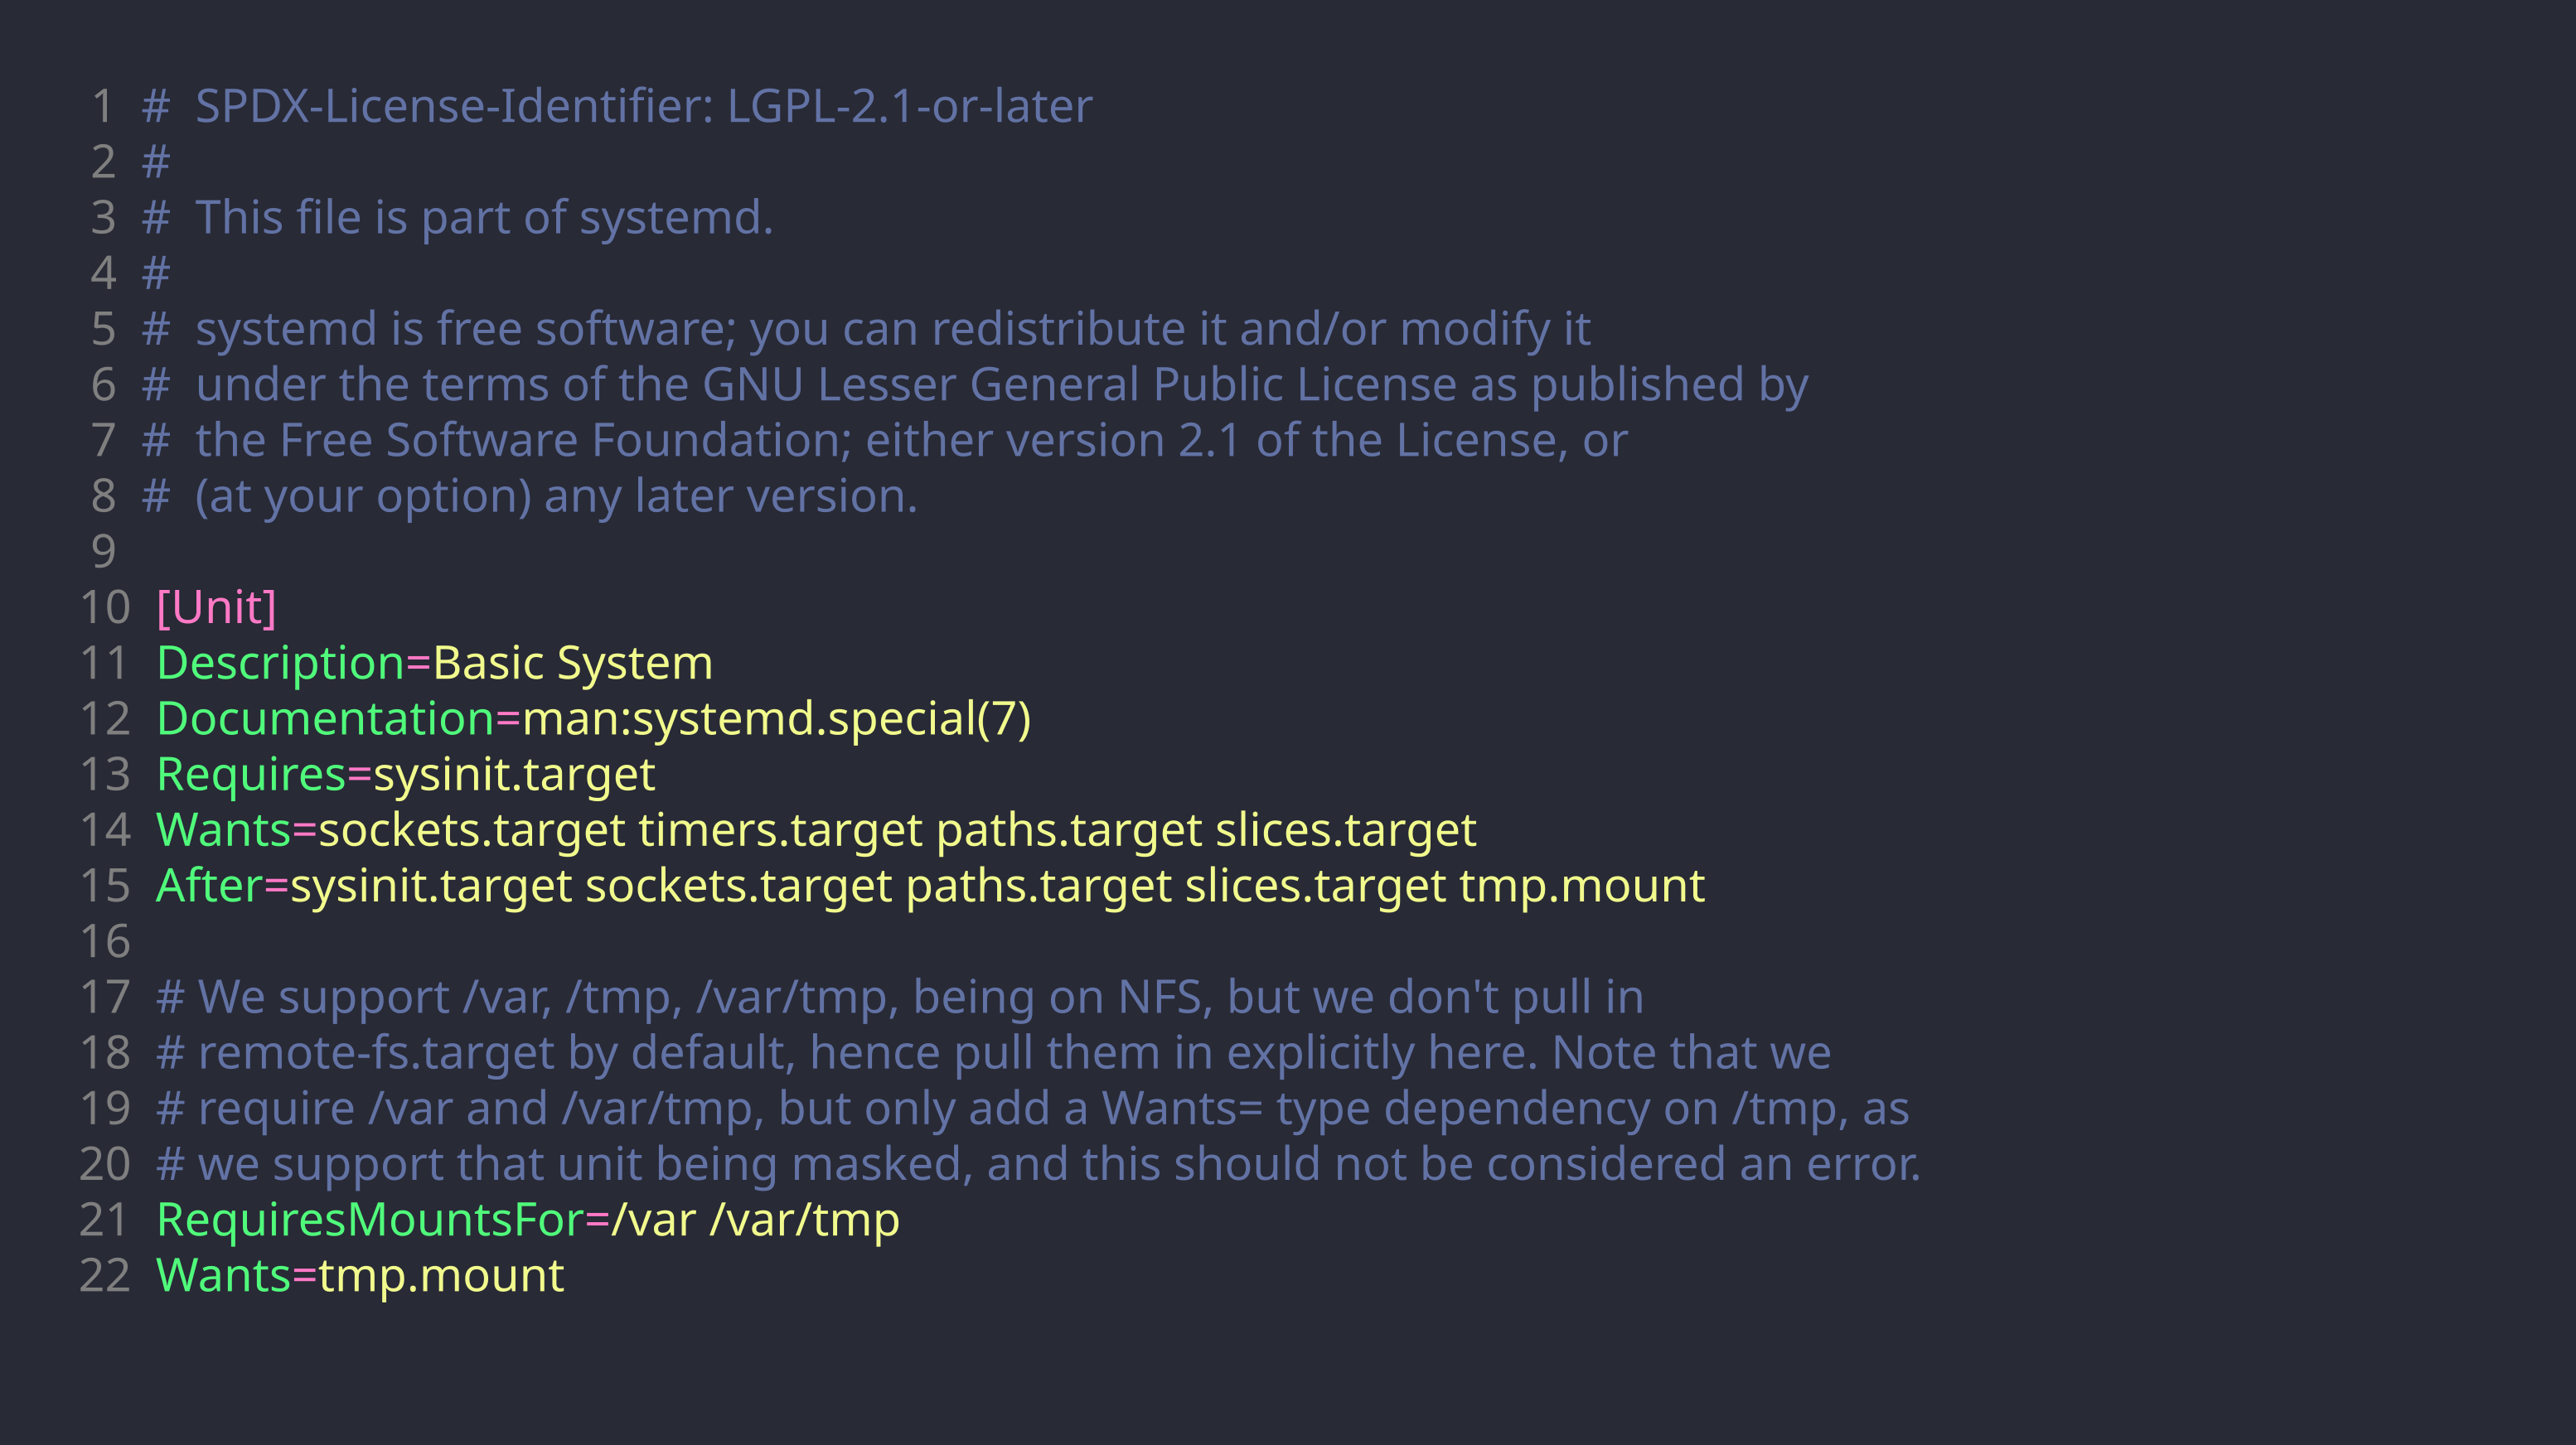 1 #  SPDX-License-Identifier: LGPL-2.1-or-later
2 #
3 #  This file is part of systemd.
4 #
5 #  systemd is free software; you can redistribute it and/or modify it
6 #  under the terms of the GNU Lesser General Public License as published by
7 #  the Free Software Foundation; either version 2.1 of the License, or
8 #  (at your option) any later version.
9
10 [Unit]
11 Description=Basic System
12 Documentation=man:systemd.special(7)
13 Requires=sysinit.target
14 Wants=sockets.target timers.target paths.target slices.target
15 After=sysinit.target sockets.target paths.target slices.target tmp.mount
16
17 # We support /var, /tmp, /var/tmp, being on NFS, but we don't pull in
18 # remote-fs.target by default, hence pull them in explicitly here. Note that we
19 # require /var and /var/tmp, but only add a Wants= type dependency on /tmp, as
20 # we support that unit being masked, and this should not be considered an error.
21 RequiresMountsFor=/var /var/tmp
22 Wants=tmp.mount